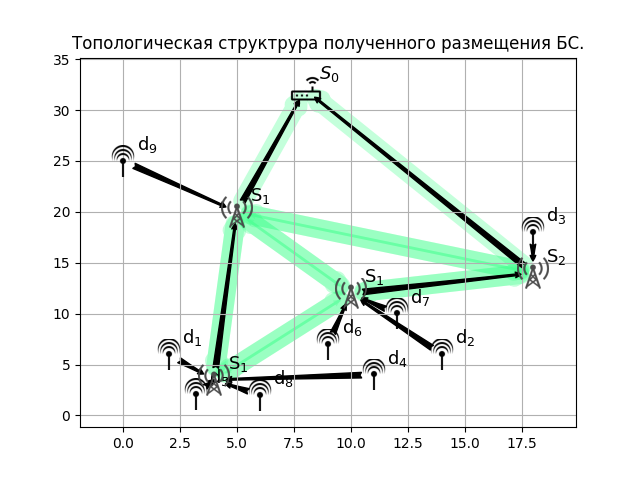 Топологическая структрура полученного размещения БС.
35
30
25
20
15
10
5
0
S0
d9
S1
d3
S2
S1
d7
d6
d1
d2
S1
d4
d8
0.0 2.5 5.0 7.5 10.0 12.5 15.0 17.5